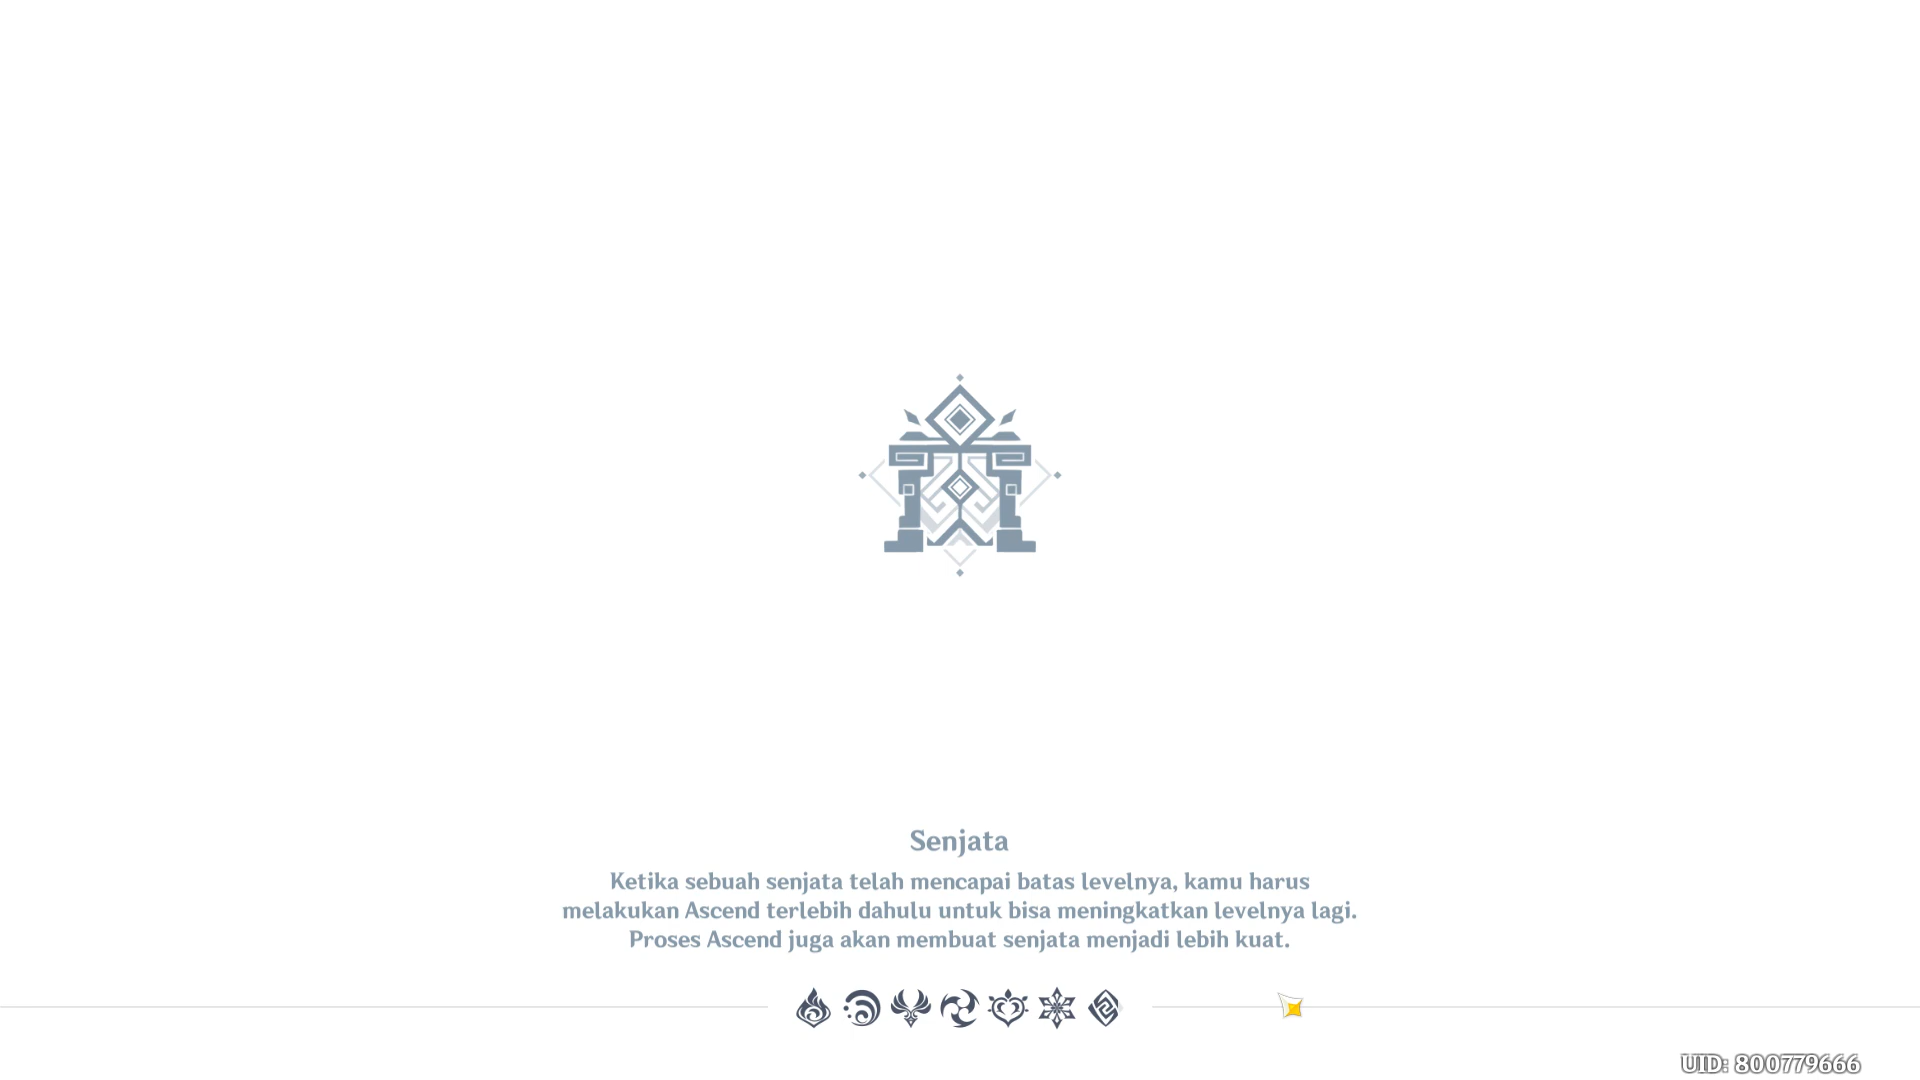 Senjata
Ketika sebuah senjata telah mencapai batas levelnya, kamu harus
melakukan Ascend terlebih dahulu untuk bisa meningkatkan levelnya lagi.
Proses Ascend juga akan membuat senjata menjadi lebih kuat.
UID: 800779666